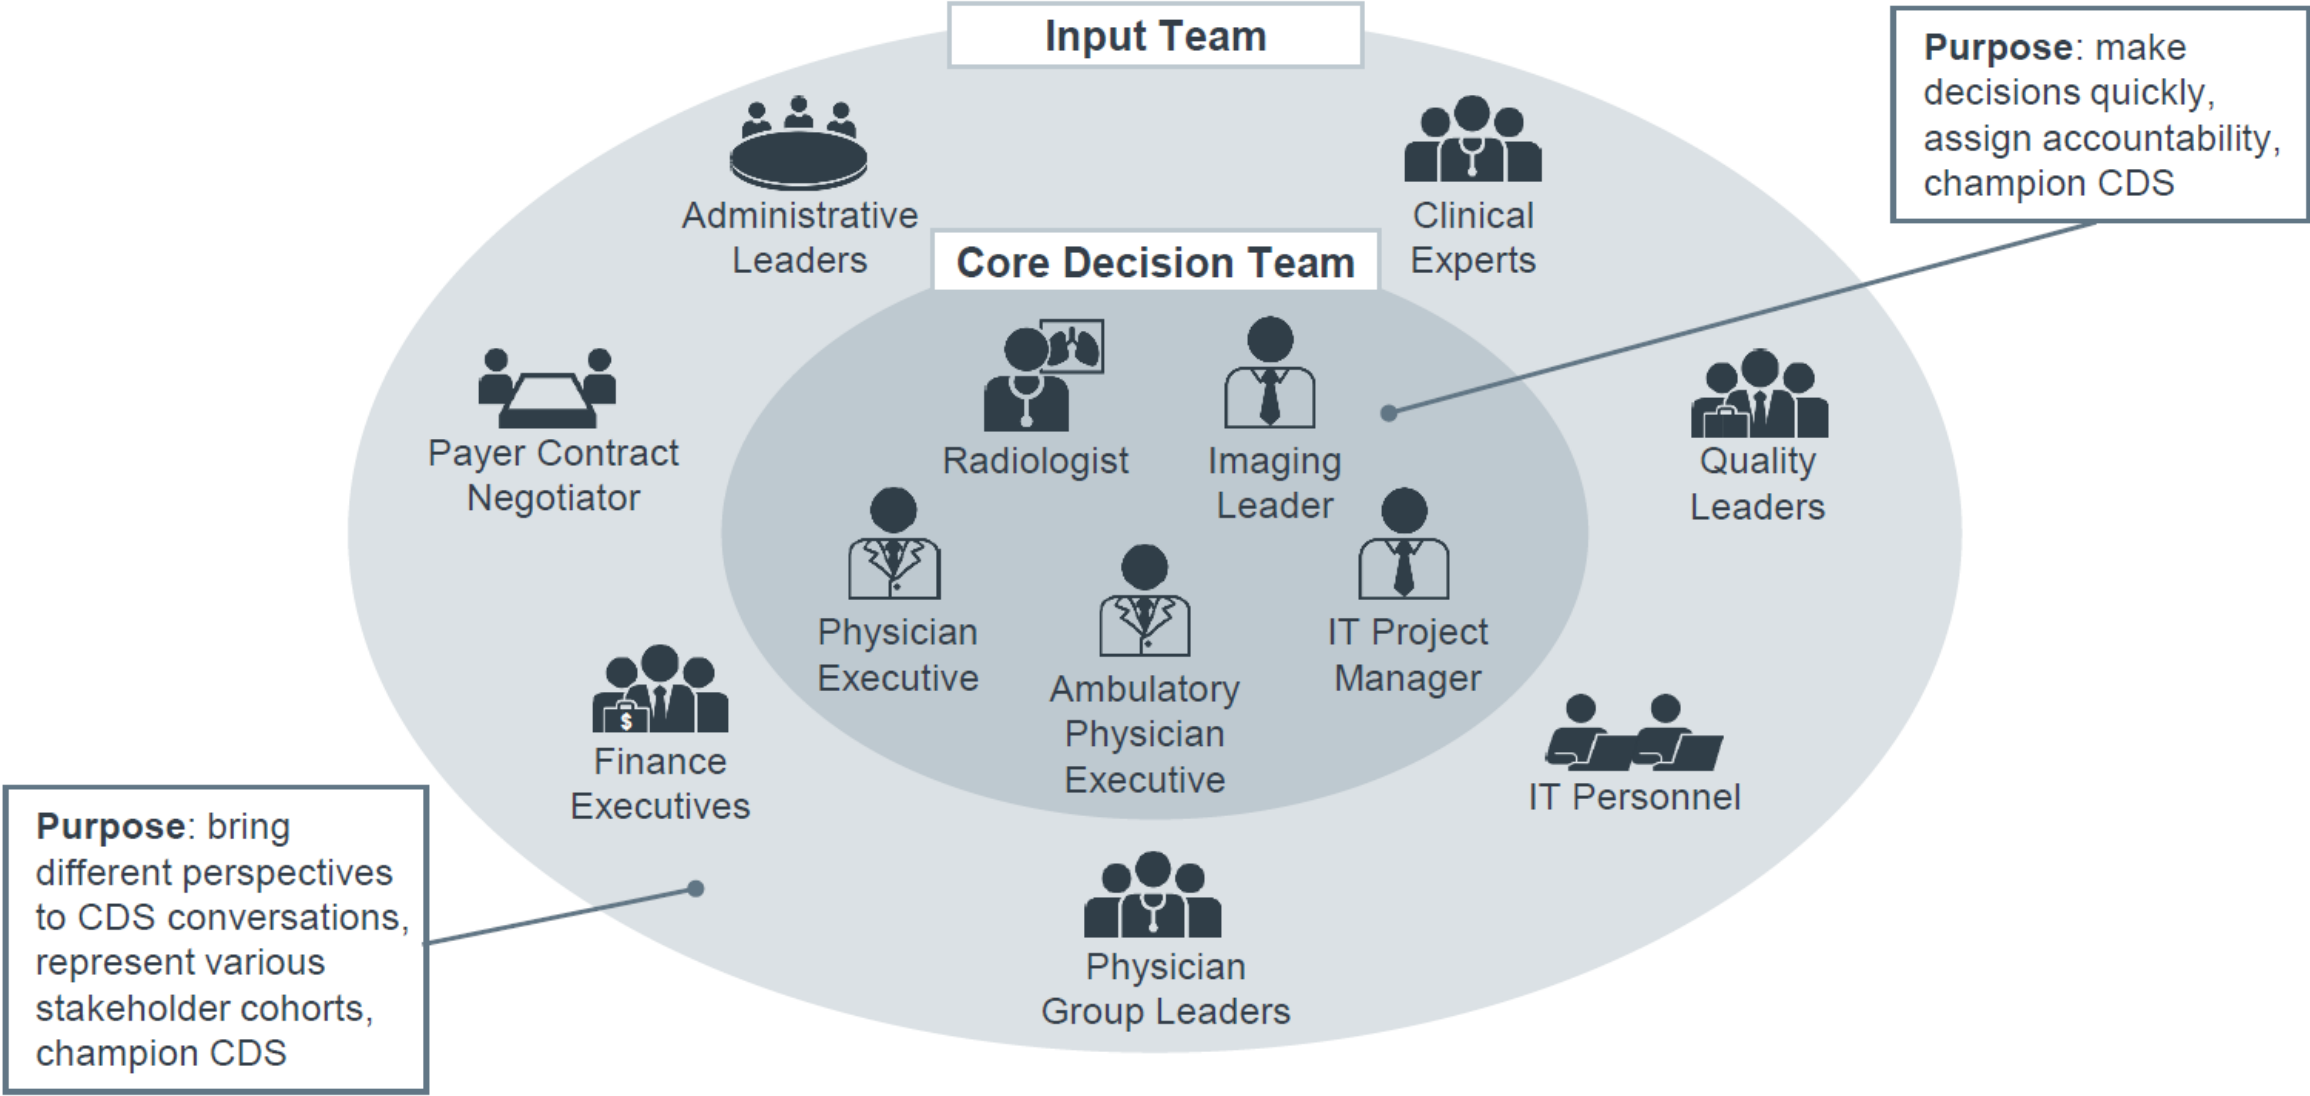 Input Team
Purpose: make
decisions quickly,
assign accountability,
champion CDS
Administrative
Leaders
Clinical
Experts
Core Decision Team
Payer Contract
Negotiator
Radiologist
Imaging
Leader
Quality
Leaders
Physician
Executive
Ambulatory
Physician
Executive
IT Project
Manager
$
Finance
Executives
IT Personnel
Purpose: bring
different perspectives
to CDS conversations,
represent various
stakeholder cohorts,
champion CDS
Physician
Group Leaders